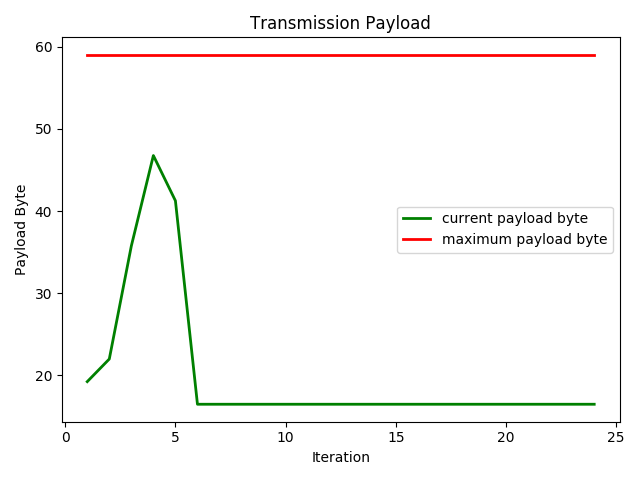 Transmission Payload
60
50
40
30
20
Payload Byte
current payload byte
maximum payload byte
0 5 10 15 20 25
Iteration